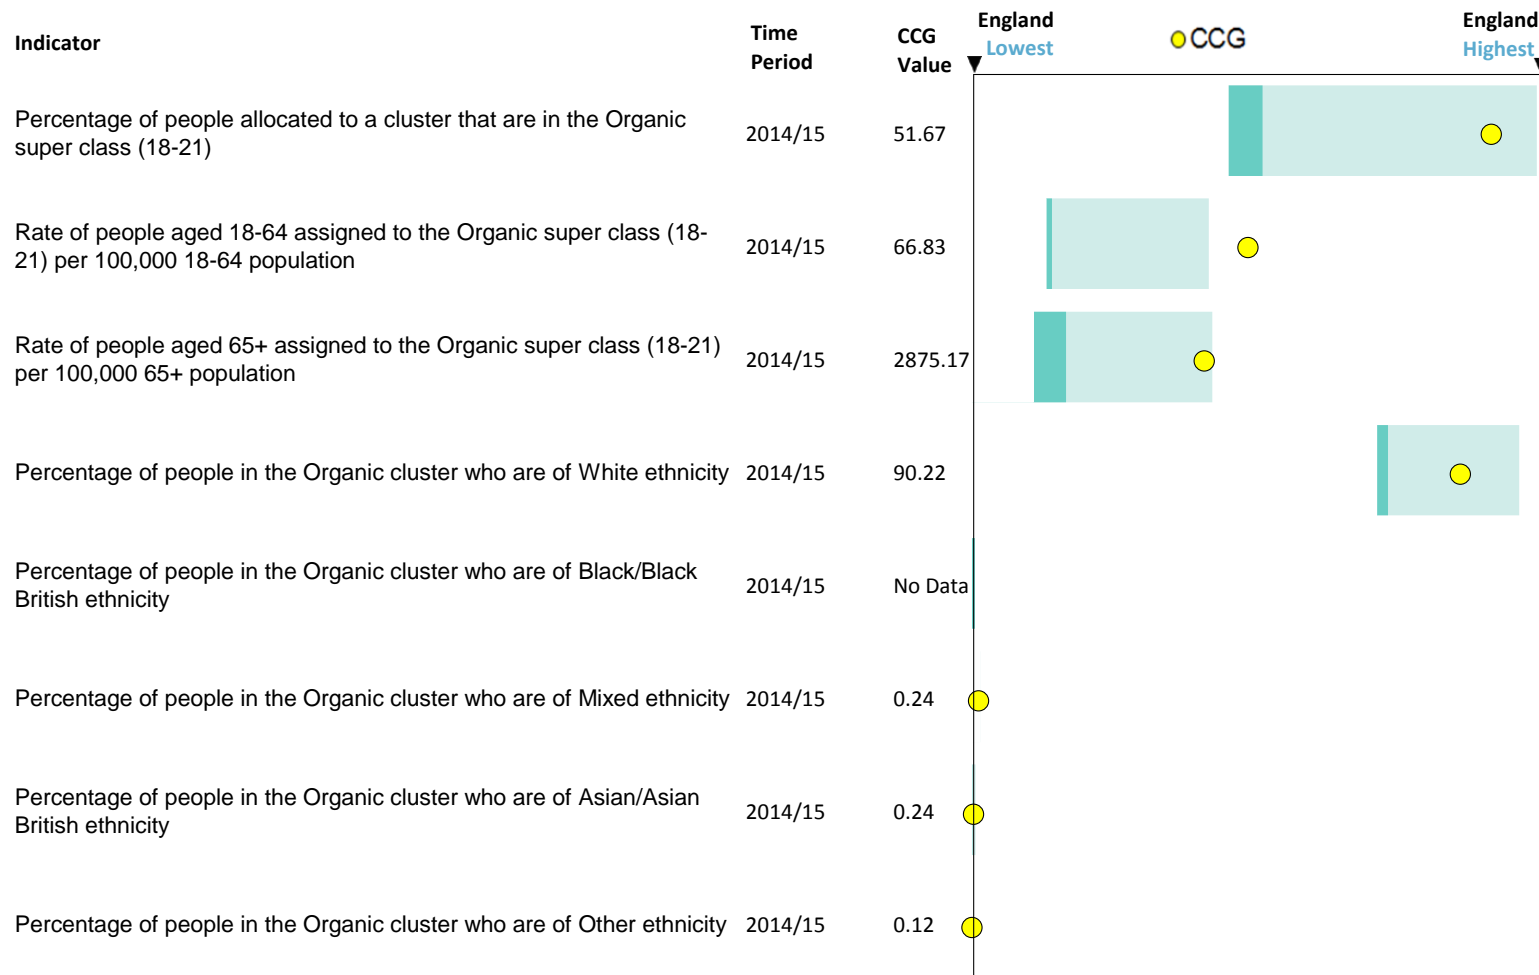 Indicator
Time Period
CCG Value
England Lowest
CCG
England Highest
Percentage of people allocated to a cluster that are in the Organic
super class (18-21)
2014/15
51.67
Rate of people aged 18-64 assigned to the Organic super class (18-
21) per 100,000 18-64 population
2014/15
66.83
Rate of people aged 65+ assigned to the Organic super class (18-21)
per 100,000 65+ population
2014/15
2875.17
Percentage of people in the Organic cluster who are of White ethnicity
2014/15
90.22
Percentage of people in the Organic cluster who are of Black/Black
British ethnicity
2014/15
No Data
Percentage of people in the Organic cluster who are of Mixed ethnicity
2014/15
0.24
Percentage of people in the Organic cluster who are of Asian/Asian
British ethnicity
2014/15
0.24
Percentage of people in the Organic cluster who are of Other ethnicity
2014/15
0.12